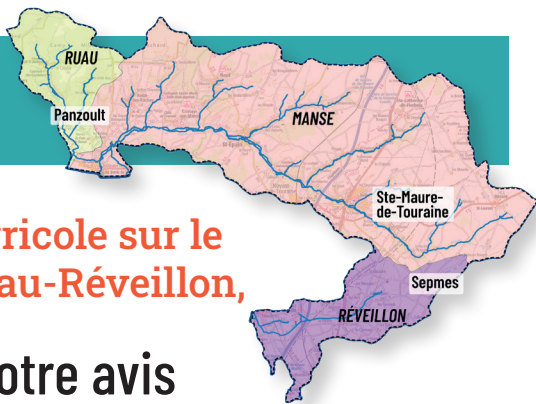 RUAU
Panzoult
MANSE
Ste-Maure-
de-Touraine
Sepmes
RÉVEILLON
ricole sur le
au-Réveillon,
otre avis